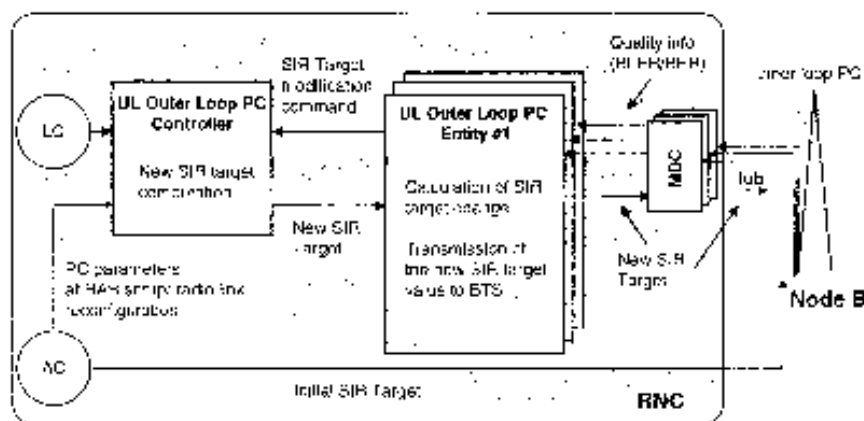 Quality info
(BLER/BER)
Inner loop PC
SIR Target
modification
command
UL Outer Loop PC
Controller
New SIR target
computation
LC
UL Outer Loop PC
Entity #1
Calculation of SIR
target change
Transmission of
the new SIR target
value to BTS
MDC
Iub
New SIR
Target
New SIR
Target
PC parameters
at RAB setup/ radio link
reconfiguration
Node B
AC
Initial SIR Target
RNC